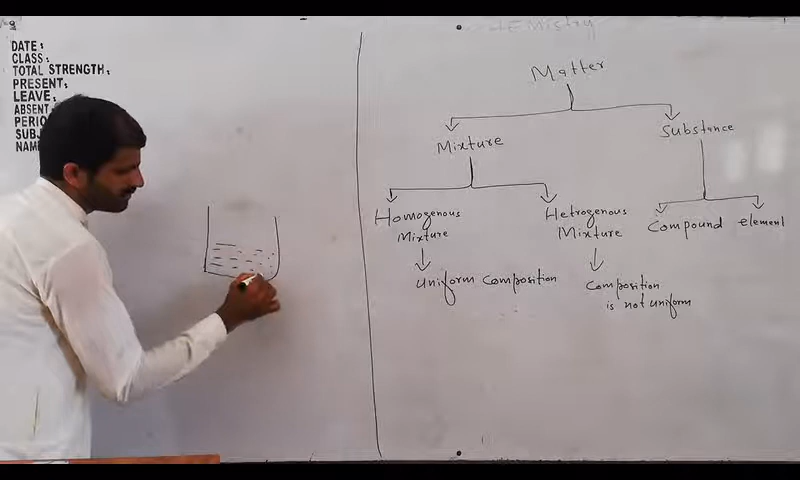 DATE:
CLASS:
TOTAL STRENGTH:
PRESENT:
LEAVE:
ABSENT
PERIO
SUBJ
NAM
Chemistry
Matter
Mixture
Substance
Homogenous
Mixture
Hetrogenous
Mixture
Compound element
Uniform composition
Composition
is not uniform